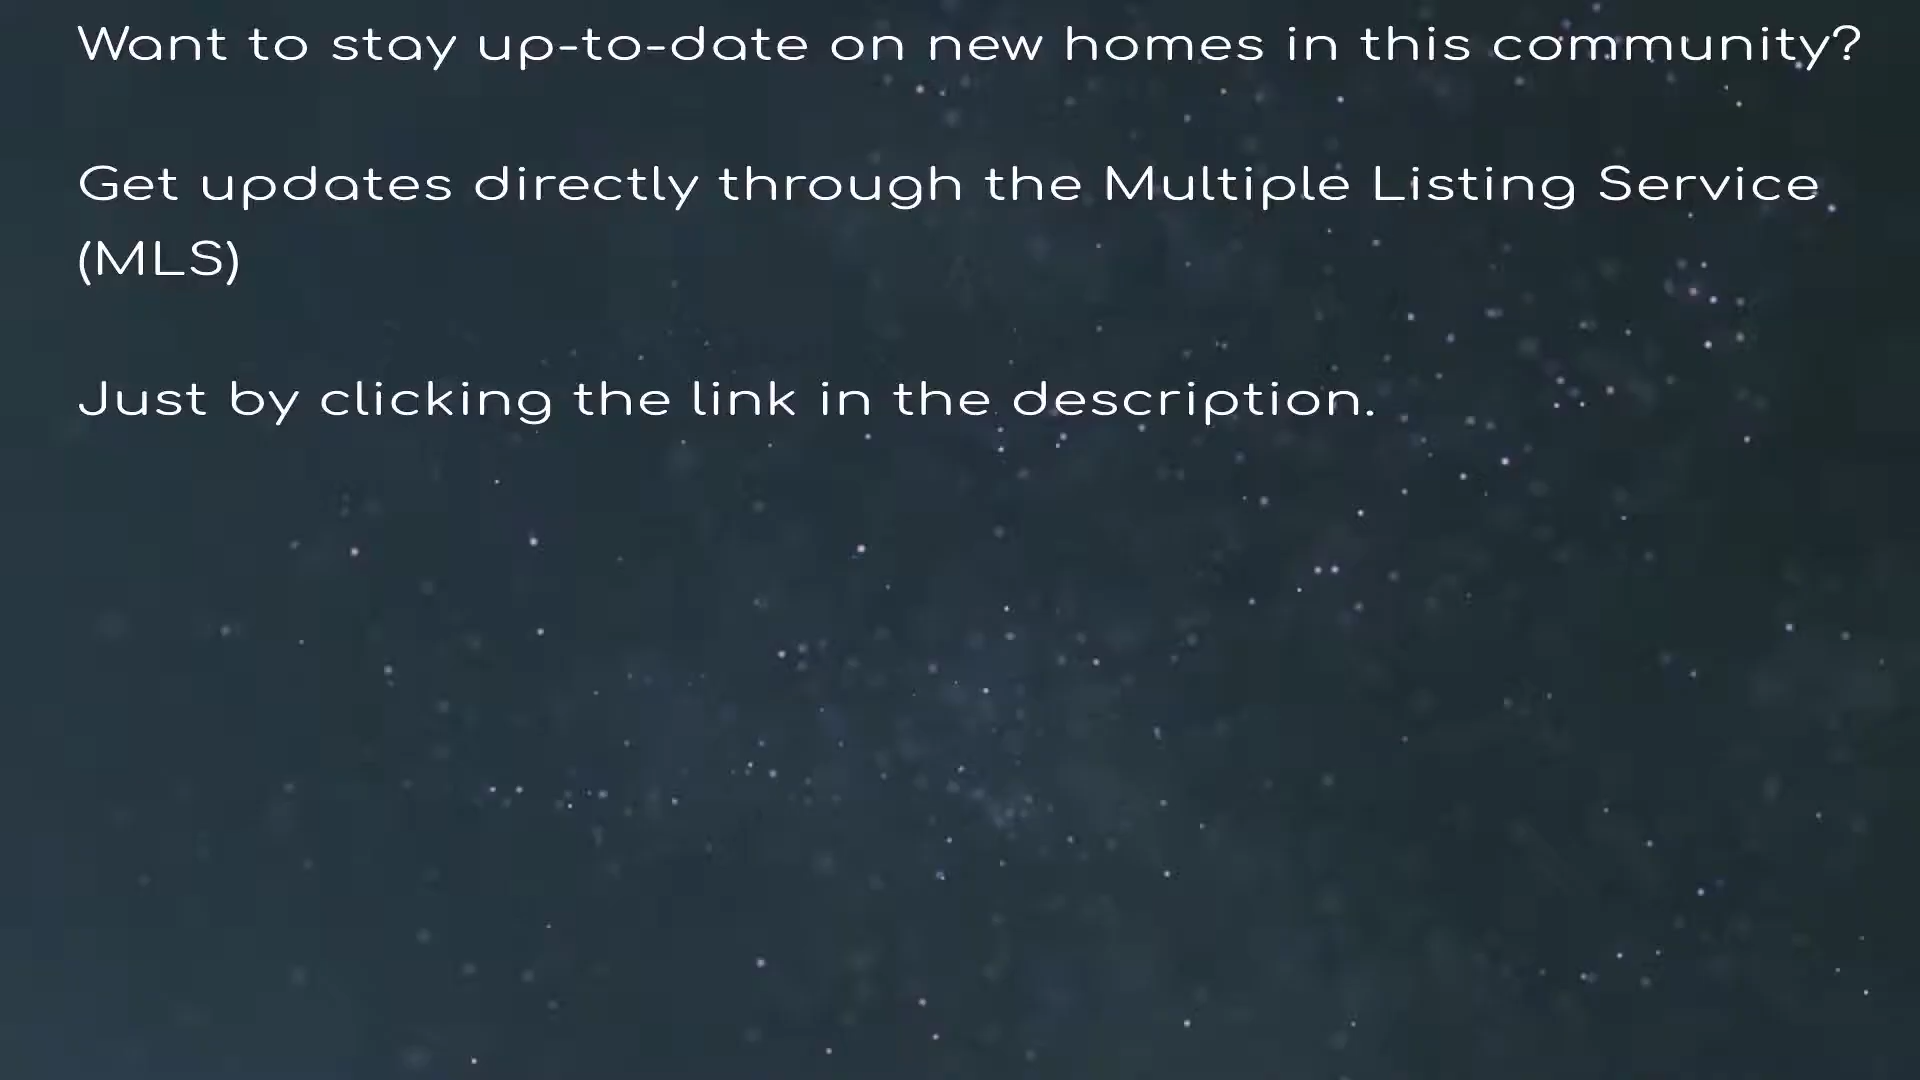 Want to stay up-to-date on new homes in this community?
Get updates directly through the Multiple Listing Service
(MLS)
Just by clicking the link in the description.